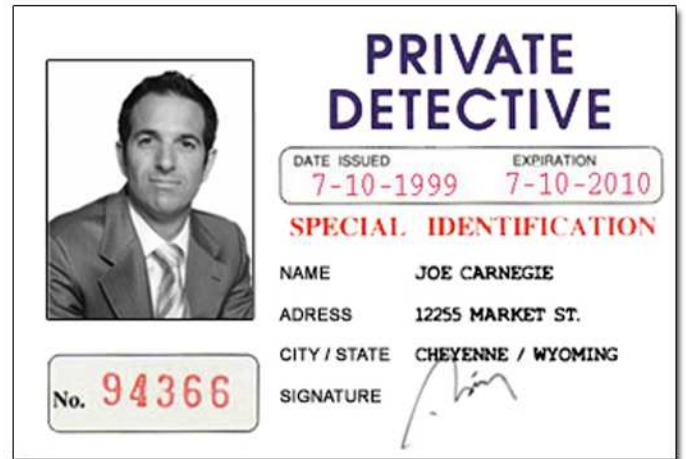 PRIVATE
DETECTIVE
DATE ISSUED EXPIRATION
7-10-1999 7-10-2010
SPECIAL IDENTIFICATION
NAME JOE CARNEGIE
ADRESS 12255 MARKET ST.
CITY / STATE CHEYENNE / WYOMING
SIGNATURE
No. 94366